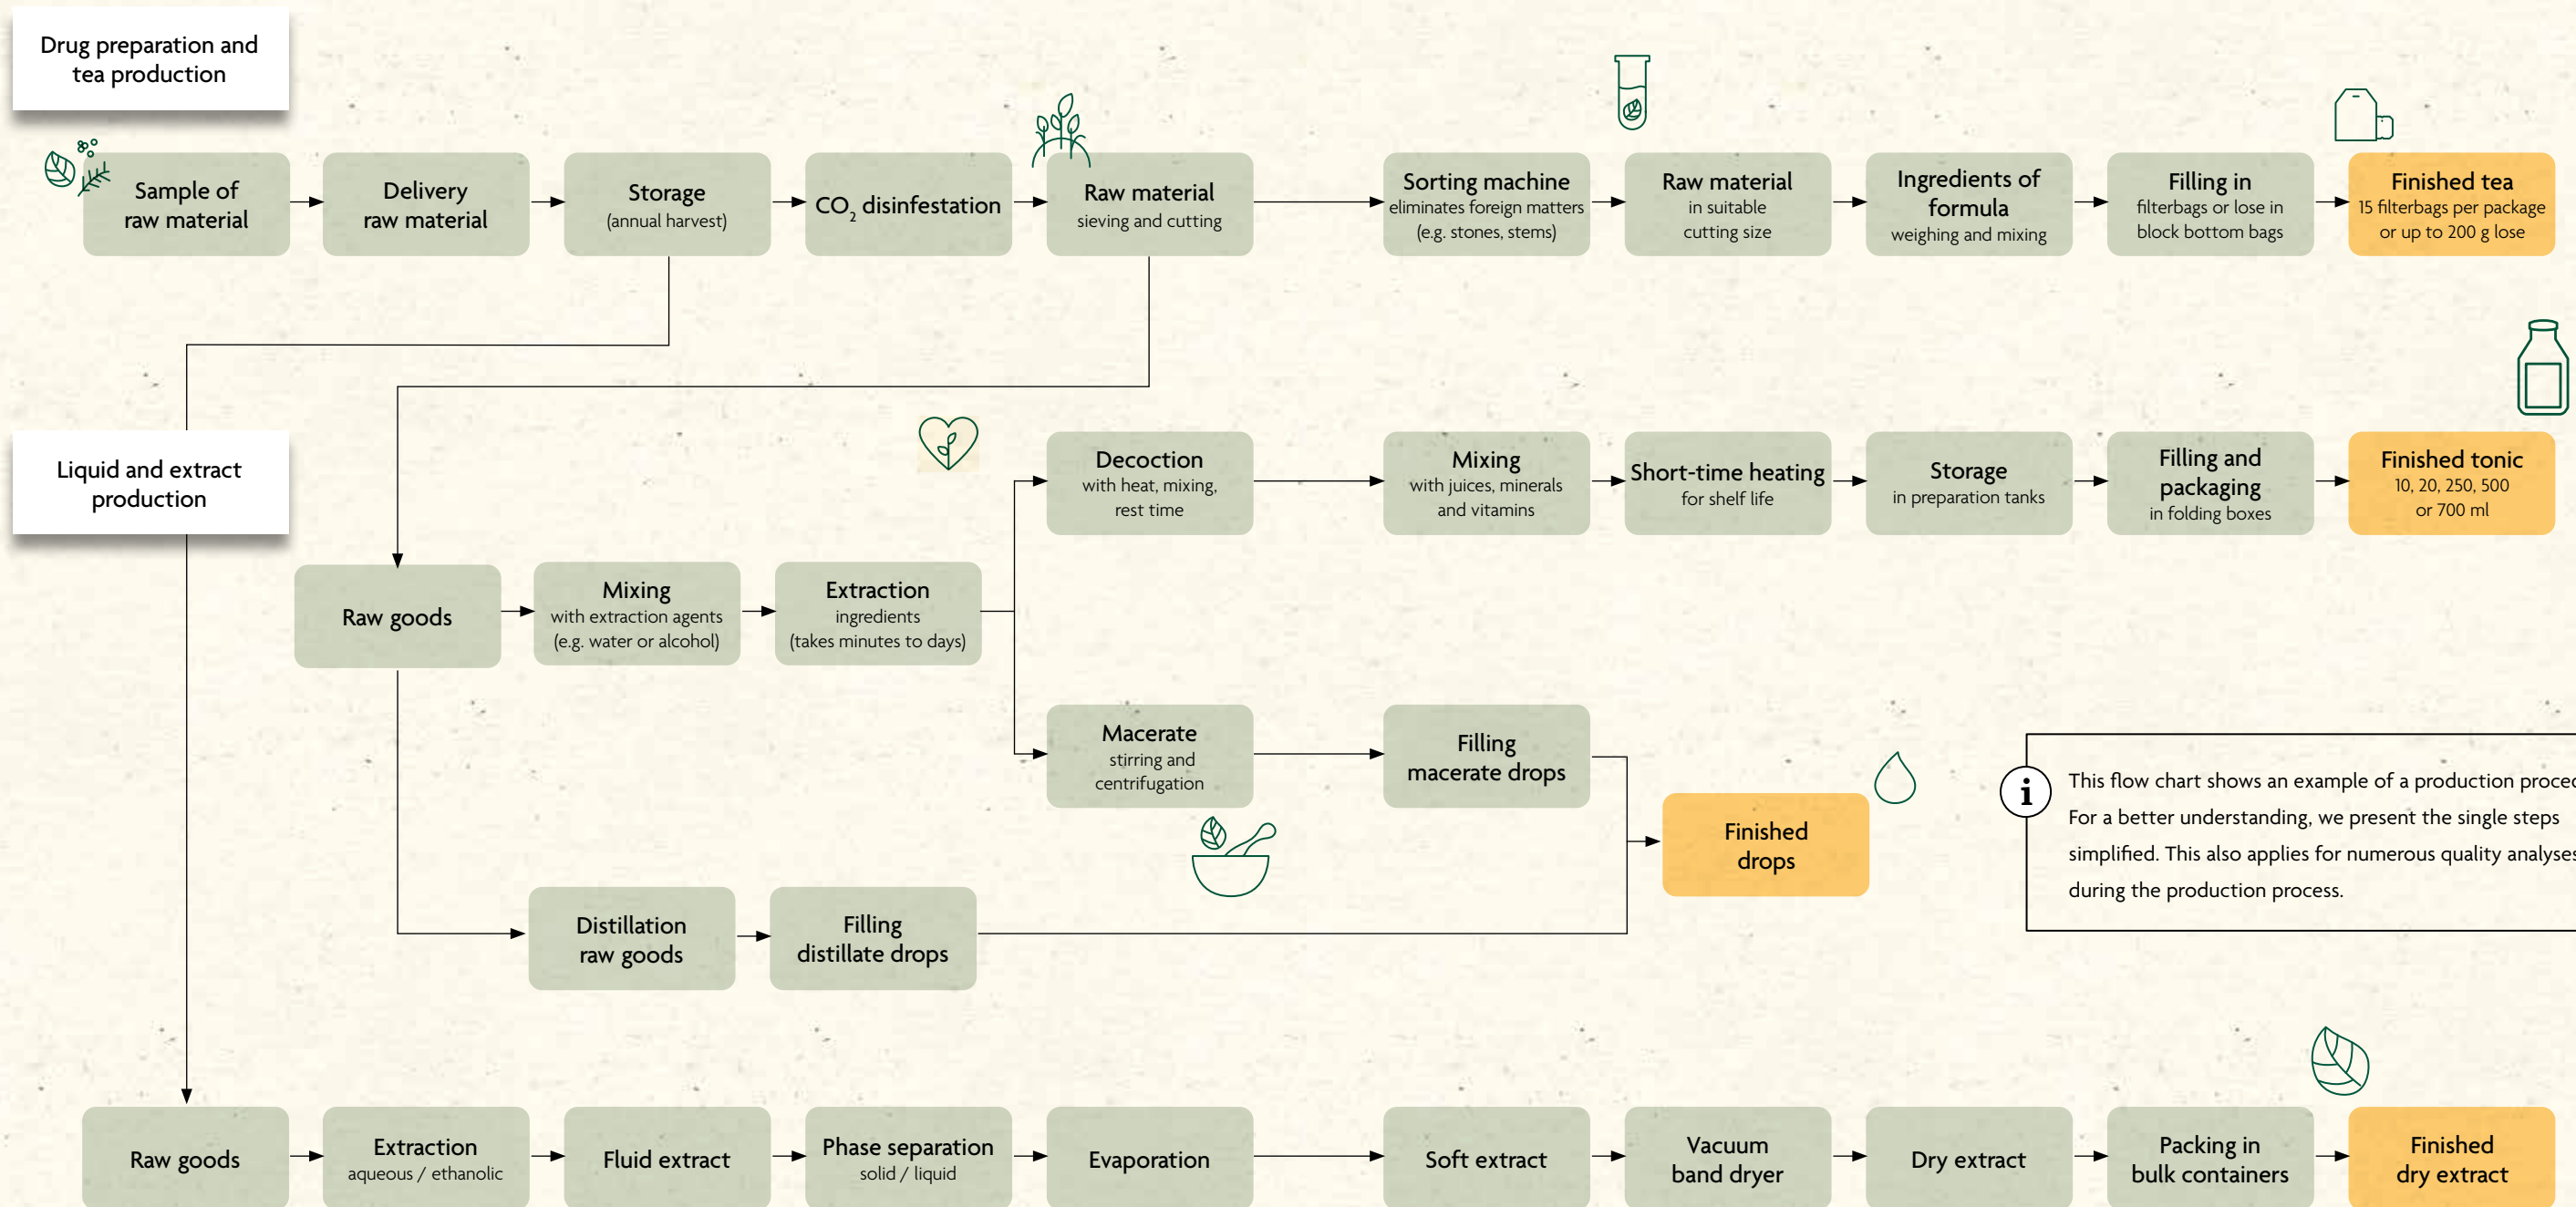 Drug preparation and
tea production
Sample of
raw material
Delivery
raw material
Storage
(annual harvest)
CO₂ disinfestation
Raw material
sieving and cutting
Sorting machine
eliminates foreign matters
(e.g. stones, stems)
Raw material
in suitable
cutting size
Ingredients of
formula
weighing and mixing
Filling in
filterbags or lose in
block bottom bags
Finished tea
15 filterbags per package
or up to 200 g lose
Liquid and extract
production
Raw goods
Mixing
with extraction agents
(e.g. water or alcohol)
Extraction
ingredients
(takes minutes to days)
Decoction
with heat, mixing,
rest time
Mixing
with juices, minerals
and vitamins
Short-time heating
for shelf life
Storage
in preparation tanks
Filling and
packaging
in folding boxes
Finished tonic
10, 20, 250, 500
or 700 ml
Macerate
stirring and
centrifugation
Filling
macerate drops
Distillation
raw goods
Filling
distillate drops
Finished
drops
i
This flow chart shows an example of a production
For a better understanding, we present the single steps
simplified. This also applies for numerous quality analyses
during the production process.
Raw goods
Extraction
aqueous / ethanolic
Fluid extract
Phase separation
solid / liquid
Evaporation
Soft extract
Vacuum
band dryer
Dry extract
Packing in
bulk containers
Finished
dry extract